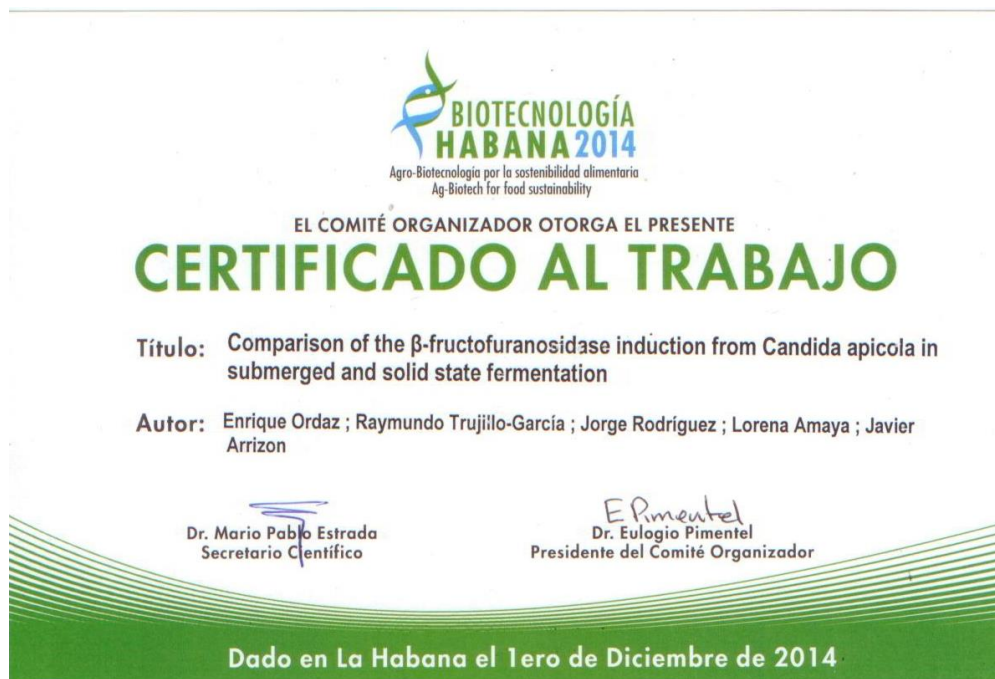 BIOTECNOLOGÍA
HABANA 2014
Agro-Biotecnología por la sostenibilidad alimentaria
Ag-Biotech for food sustainability
EL COMITÉ ORGANIZADOR OTORGA EL PRESENTE
CERTIFICADO AL TRABAJO
Título: Comparison of the β-fructofuranosidase induction from Candida apicola in
submerged and solid state fermentation
Autor: Enrique Ordaz ; Raymundo Trujillo-García ; Jorge Rodríguez ; Lorena Amaya ; Javier
Arrizon
E Pimentel
Dr. Mario Pablo Estrada
Secretario Científico
Dr. Eulogio Pimentel
Presidente del Comité Organizador
Dado en La Habana el 1ero de Diciembre de 2014